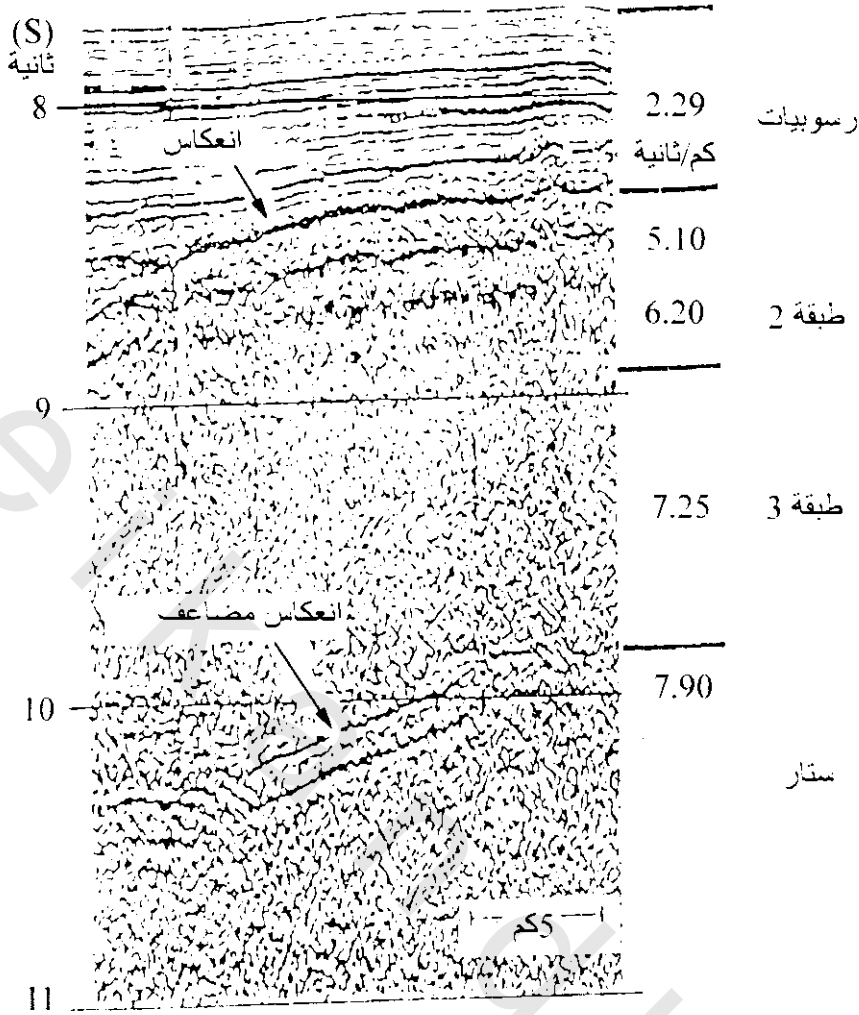 (S)
ثانية
8
انعكاس
2.29
كم/ثانية
رسوبيات
5.10
6.20
طبقة 2
9
7.25
طبقة 3
انعكاس مضاعف
10
7.90
ستار
5كم
11